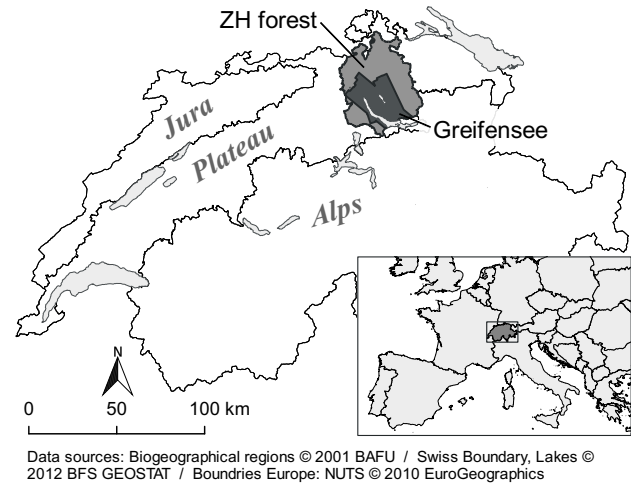 ZH forest
Greifensee
Jura
Plateau
Alps
N
0 50 100 km
Data sources: Biogeographical regions © 2001 BAFU / Swiss Boundary, Lakes ©
2012 BFS GEOSTAT / Boundries Europe: NUTS © 2010 EuroGeographics